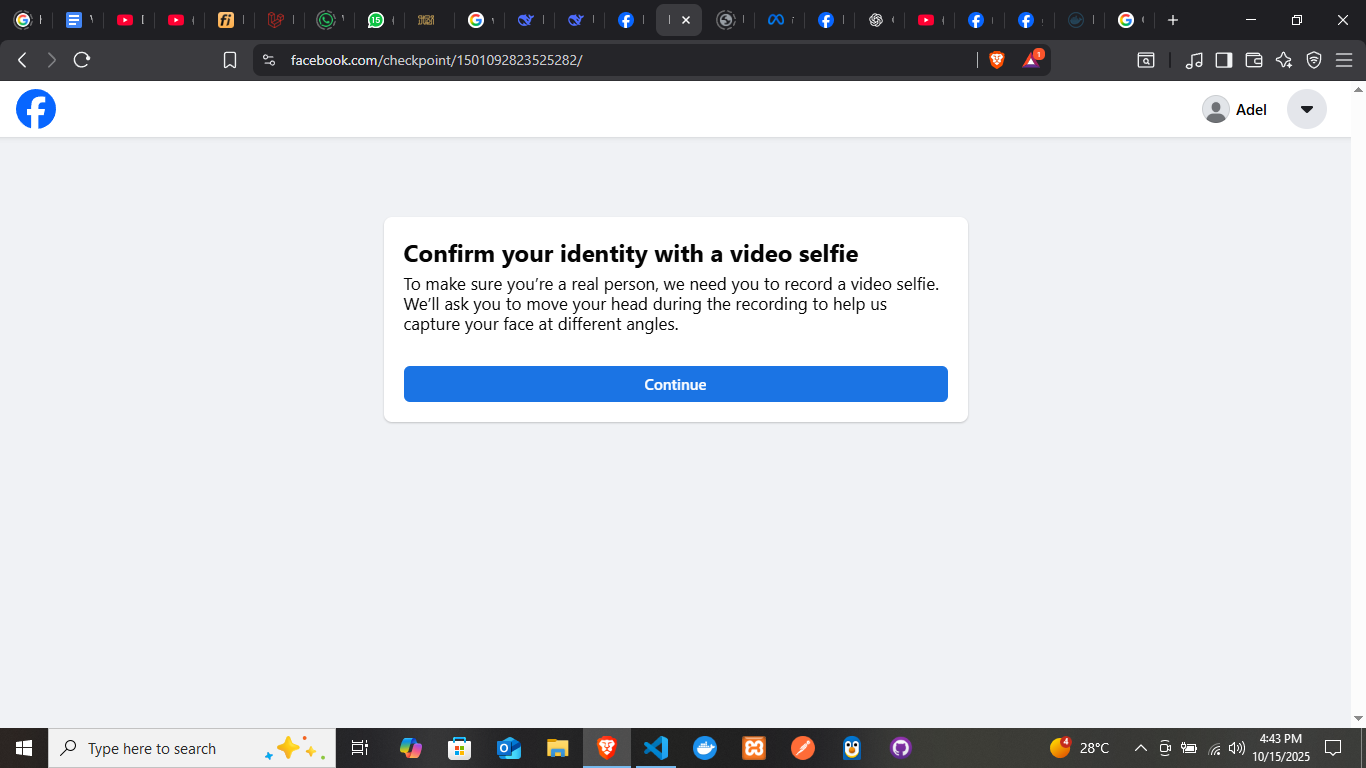 facebook.com/checkpoint/1501092823525282/
1
Adel
Confirm your identity with a video selfie
To make sure you’re a real person, we need you to record a video selfie.
We’ll ask you to move your head during the recording to help us
capture your face at different angles.
Continue
Type here to search
4
28°C
4:43 PM
10/15/2025